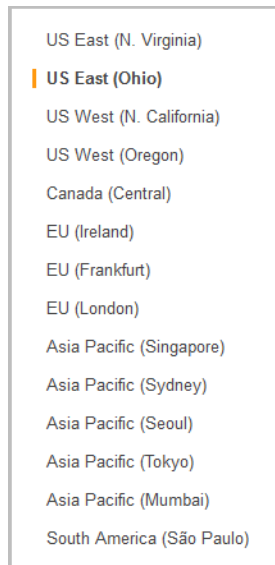 US East (N. Virginia)
US East (Ohio)
US West (N. California)
US West (Oregon)
Canada (Central)
EU (Ireland)
EU (Frankfurt)
EU (London)
Asia Pacific (Singapore)
Asia Pacific (Sydney)
Asia Pacific (Seoul)
Asia Pacific (Tokyo)
Asia Pacific (Mumbai)
South America (São Paulo)